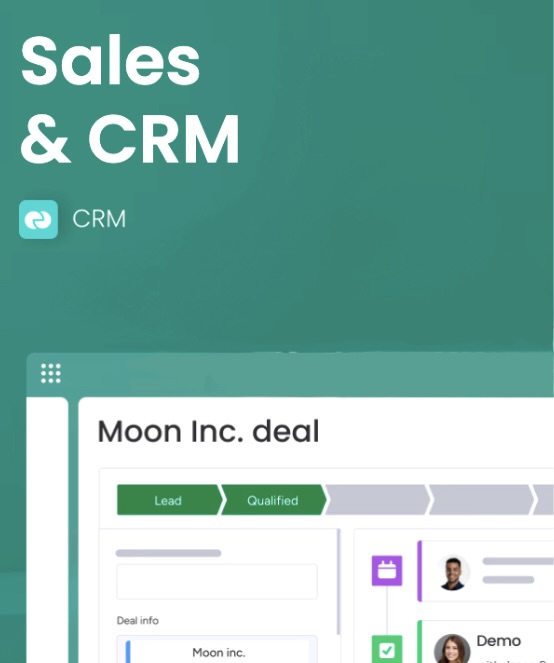 Sales
& CRM
CRM
Moon Inc. deal
Lead
Qualified
Deal info
Moon inc.
Demo